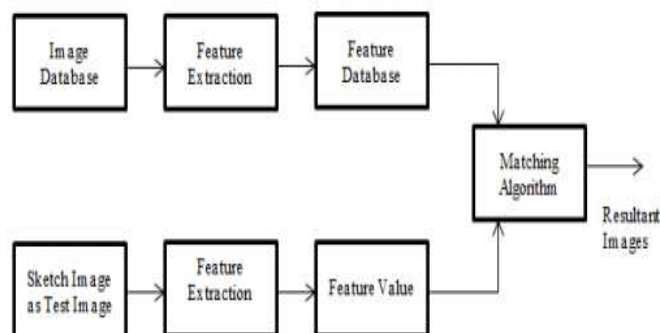 Image
Database
Feature
Extraction
Feature
Database
Matching
Algorithm
Resultant
Images
Sketch Image
as Test Image
Feature
Extraction
Feature Value